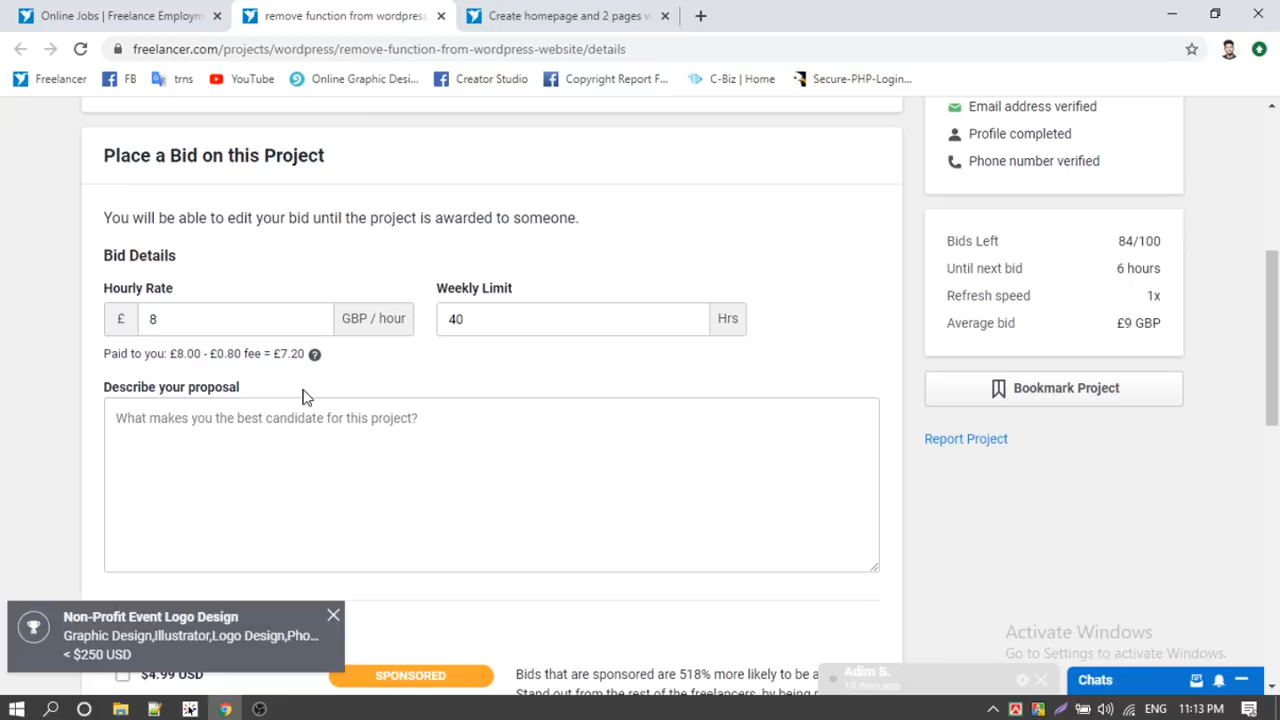 Online Jobs | Freelance Employm
remove function from wordpress
Create homepage and 2 pages w
freelancer.com/projects/wordpress/remove-function-from-wordpress-website/details
Freelancer
FB
trns
YouTube
Online Graphic Desi...
Creator Studio
Copyright Report F...
C-Biz | Home
Secure-PHP-Login...
Email address verified
Profile completed
Phone number verified
Place a Bid on this Project
You will be able to edit your bid until the project is awarded to someone.
Bid Details
Hourly Rate
Weekly Limit
£ 8 GBP / hour
40 Hrs
Paid to you: £8.00 - £0.80 fee = £7.20
Describe your proposal
What makes you the best candidate for this project?
Bids Left 84/100
Until next bid 6 hours
Refresh speed 1x
Average bid £9 GBP
Bookmark Project
Report Project
Non-Profit Event Logo Design
Graphic Design,Illustrator,Logo Design,Pho...
< $250 USD
$4.99 USD
SPONSORED
Bids that are sponsored are 518% more likely to be a
Stand out from the rest of the freelancers, by being
Activate Windows
Go to Settings to activate Windows.
Adim S.
Chats
ENG
11:13 PM